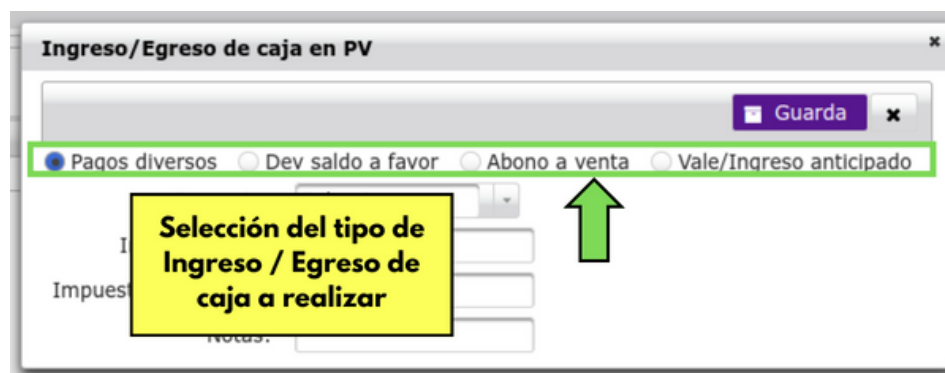 Ingreso/Egreso de caja en PV
Guarda
Pagos diversos Dev saldo a favor Abono a venta Vale/Ingreso anticipado
Selección del tipo de
Ingreso / Egreso de
caja a realizar
Impuest
Notas: